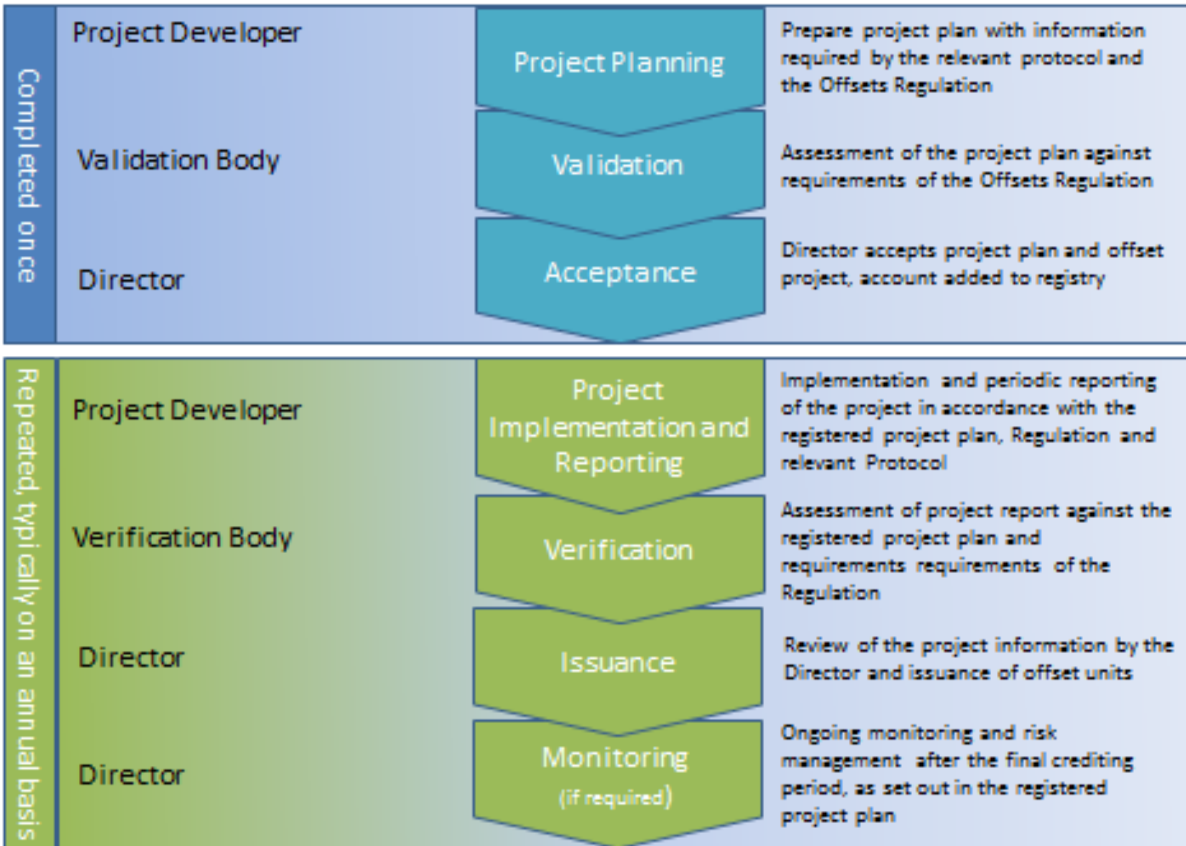 Completed once
Project Developer
Project Planning
Prepare project plan with information
required by the relevant protocol and
the Offsets Regulation
Validation Body
Validation
Assessment of the project plan against
requirements of the Offsets Regulation
Director
Acceptance
Director accepts project plan and offset
project, account added to registry
Repeated, typically on an annual basis
Project Developer
Project
Implementation and
Reporting
Implementation and periodic reporting
of the project in accordance with the
registered project plan, Regulation and
relevant Protocol
Verification Body
Verification
Assessment of project report against the
registered project plan and
requirements requirements of the
Regulation
Director
Issuance
Review of the project information by the
Director and issuance of offset units
Director
Monitoring
(if required)
Ongoing monitoring and risk
management after the final crediting
period, as set out in the registered
project plan